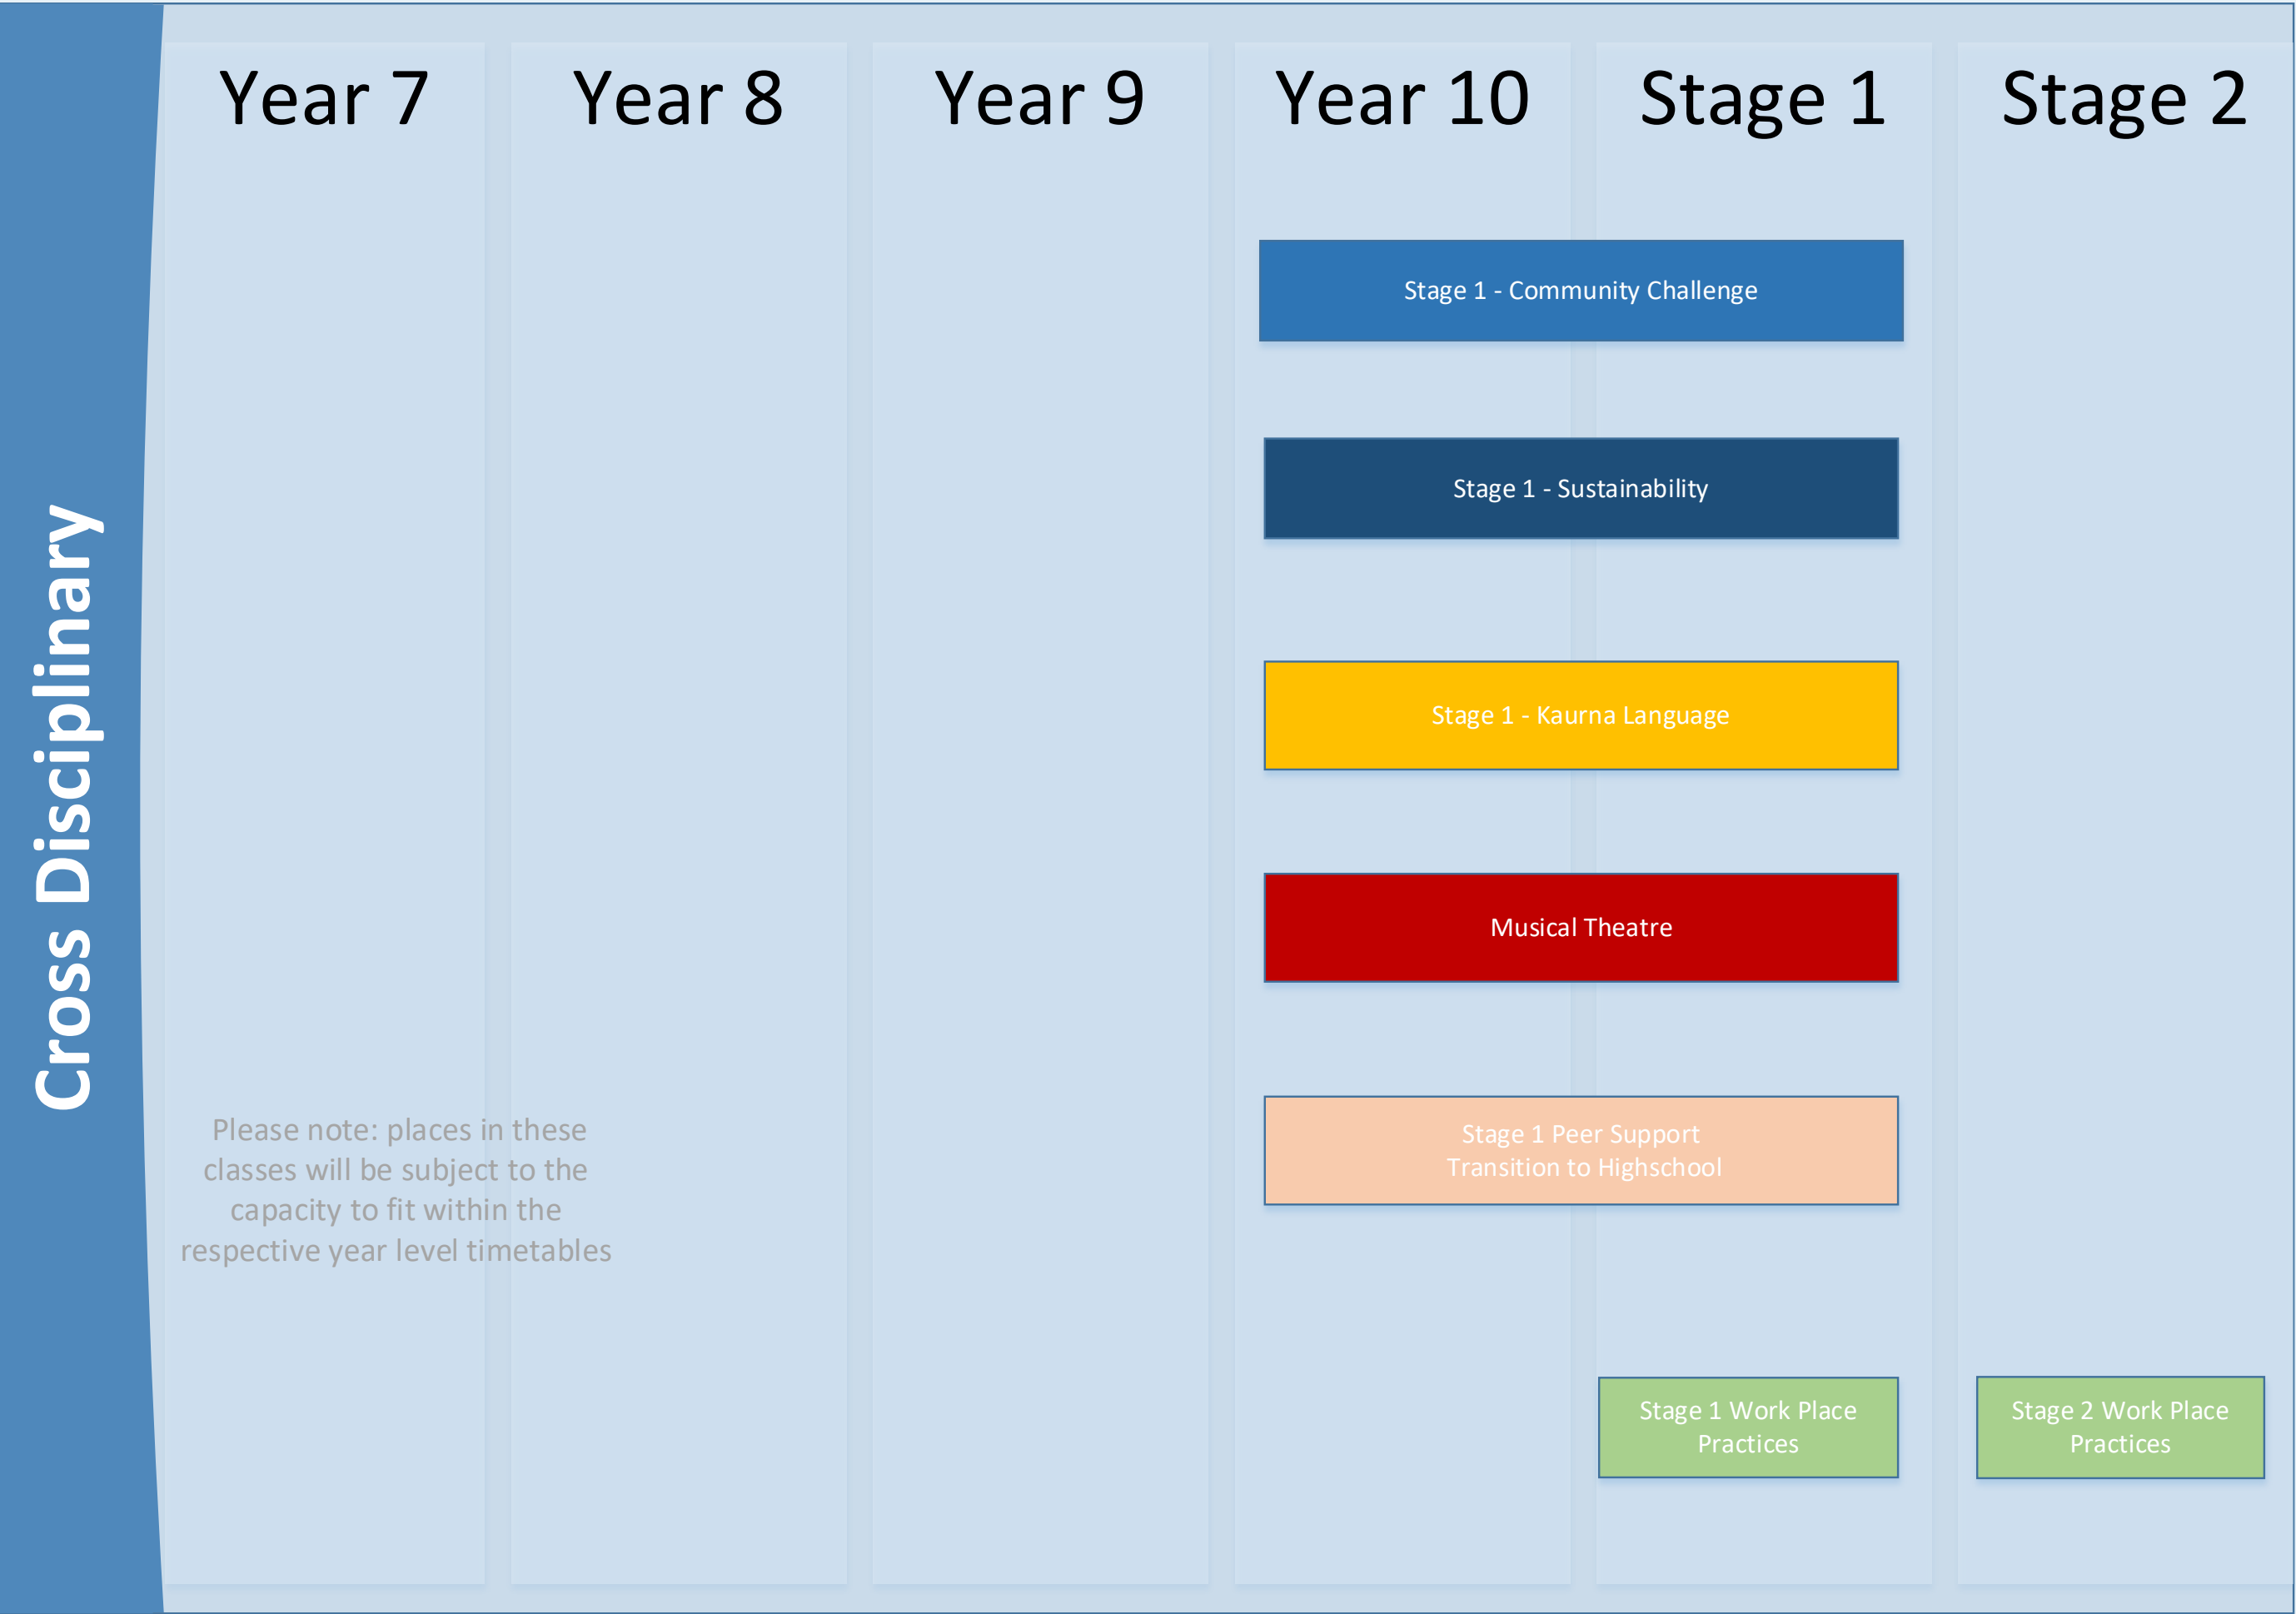 Cross Disciplinary
Year 7
Year 8
Year 9
Year 10
Stage 1
Stage 2
Stage 1 - Community Challenge
Stage 1 - Sustainability
Stage 1 - Kaurna Language
Musical Theatre
Stage 1 Peer Support
Transition to Highschool
Please note: places in these
classes will be subject to the
capacity to fit within the
respective year level timetables
Stage 1 Work Place
Practices
Stage 2 Work Place
Practices